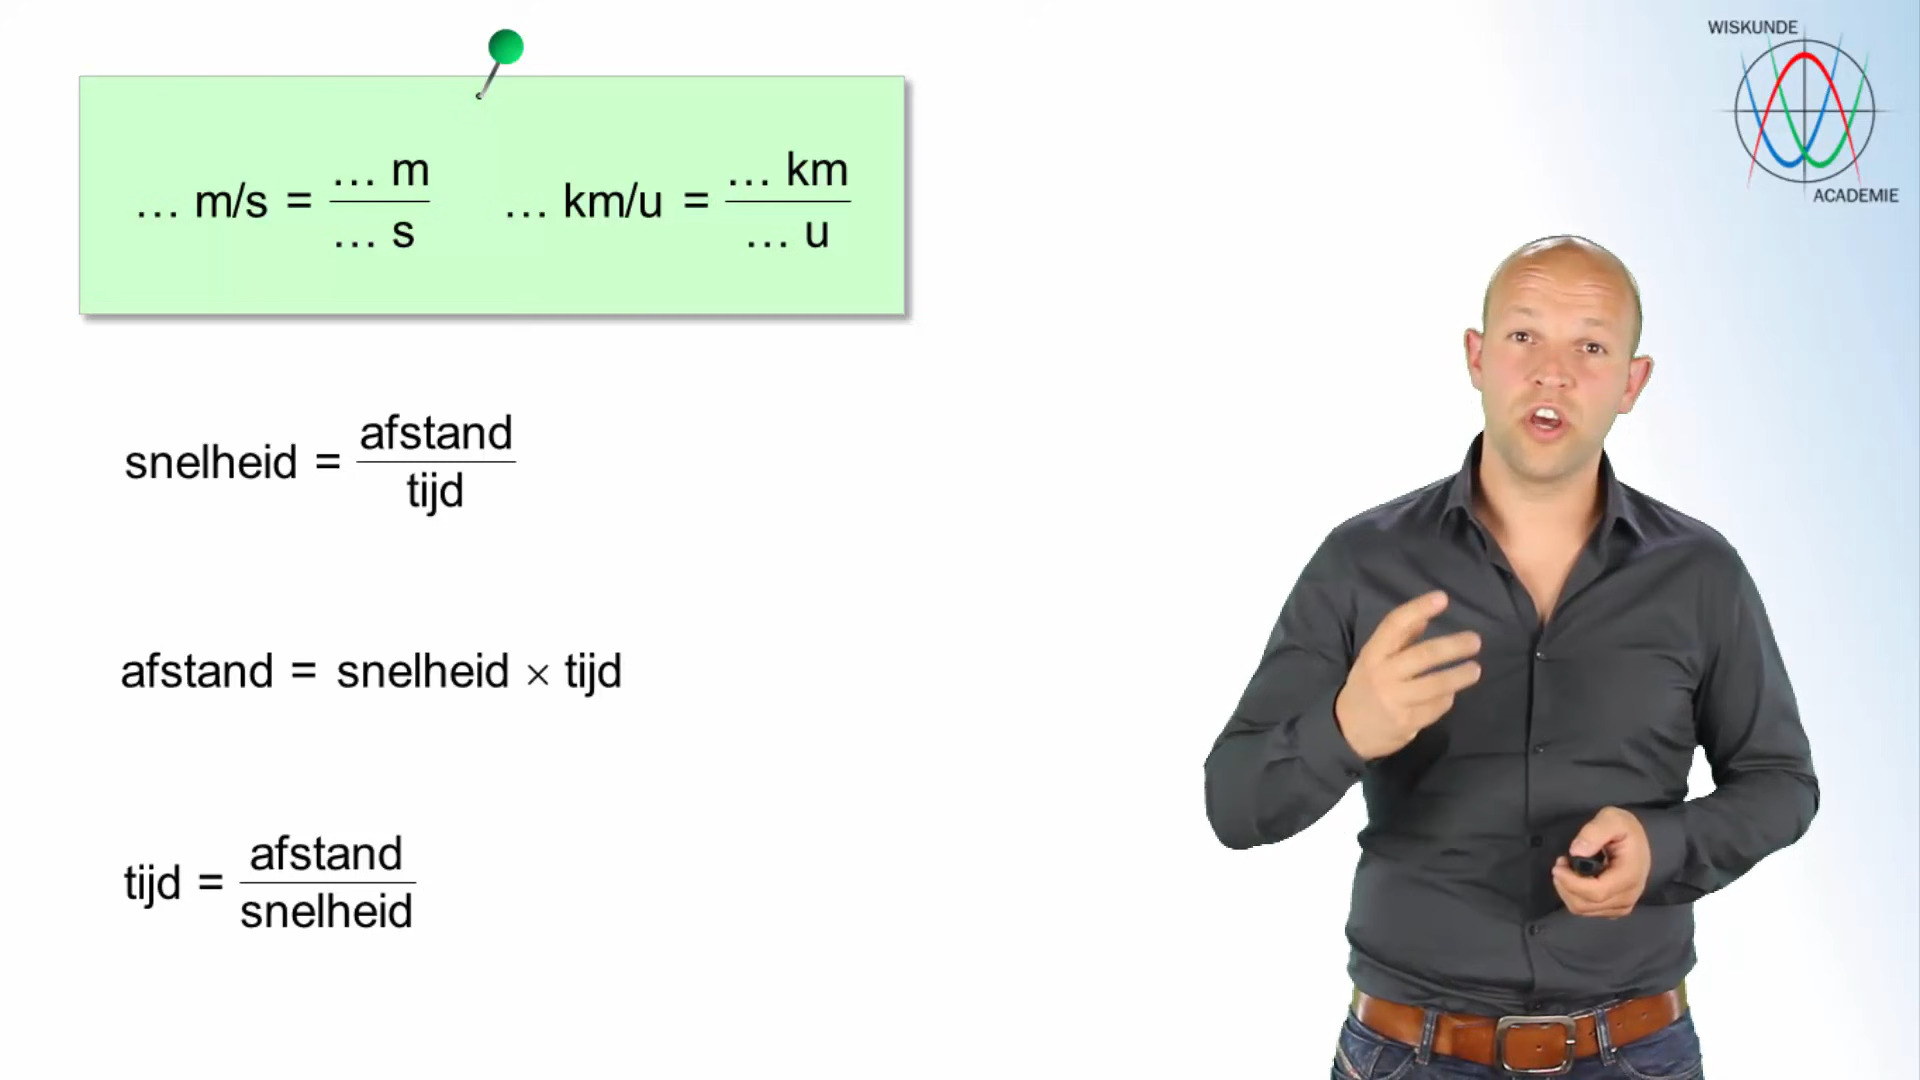 WISKUNDE
ACADEMIE
… m/s = … m / … s
… km/u = … km / … u
snelheid = afstand / tijd
afstand = snelheid × tijd
tijd = afstand / snelheid